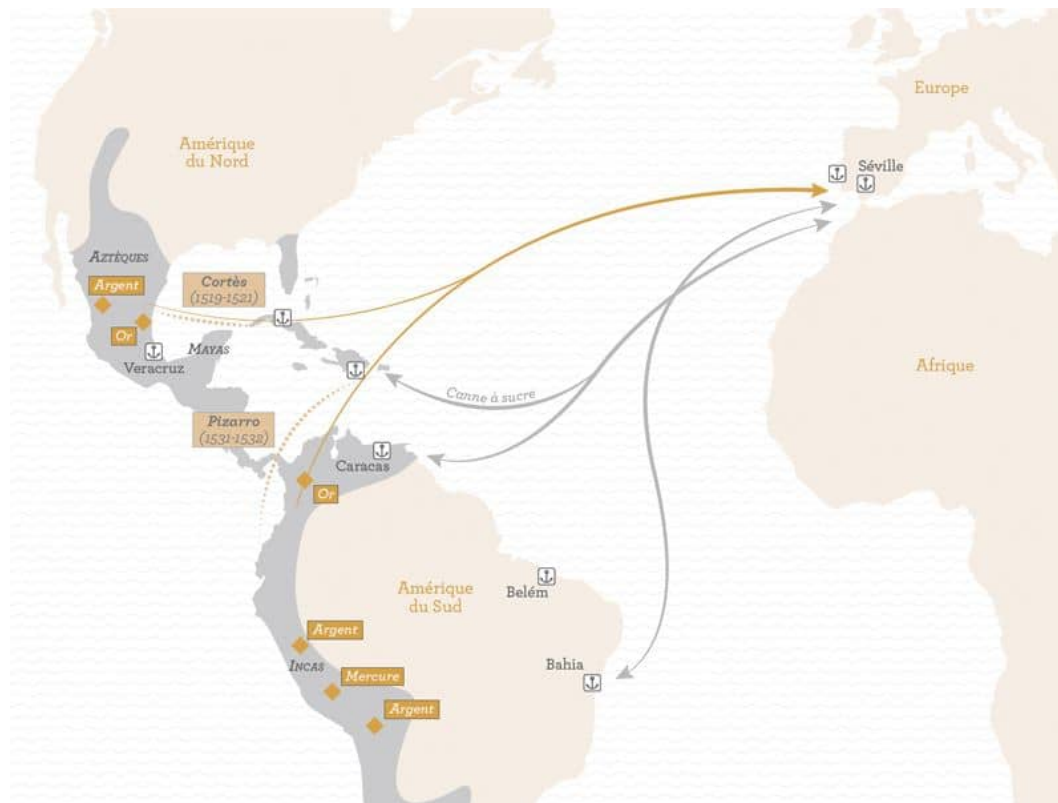 Europe
Amérique
du Nord
Séville
Aztèques
Argent
Cortès
(1519-1521)
Or
Mayas
Veracruz
Canne à sucre
Afrique
Pizarro
(1531-1532)
Caracas
Or
Amérique
du Sud
Belém
Argent
Incas
Bahia
Mercure
Argent